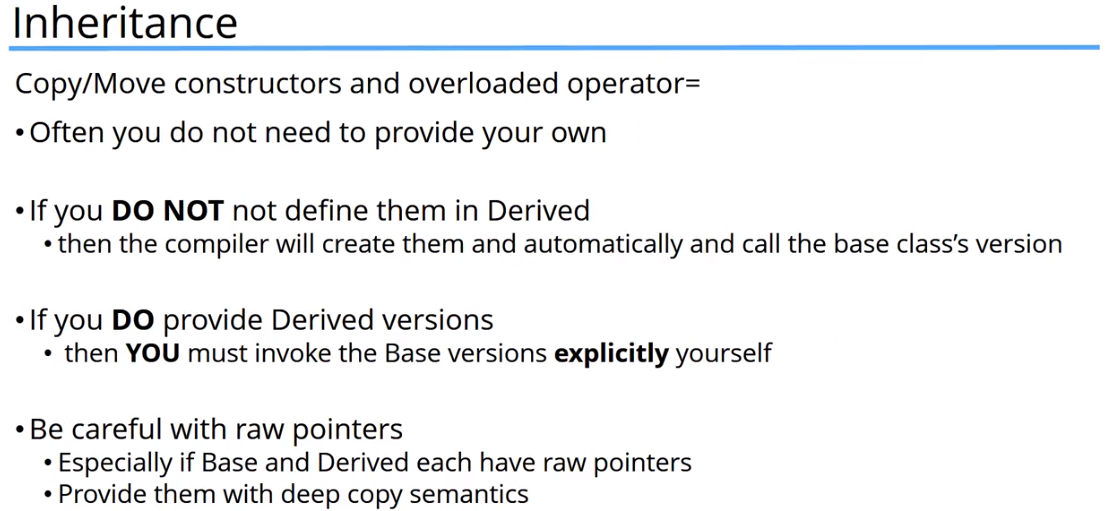 Inheritance
Copy/Move constructors and overloaded operator=
•Often you do not need to provide your own
•If you DO NOT not define them in Derived
•then the compiler will create them and automatically and call the base class’s version
•If you DO provide Derived versions
• then YOU must invoke the Base versions explicitly yourself
•Be careful with raw pointers
•Especially if Base and Derived each have raw pointers
•Provide them with deep copy semantics